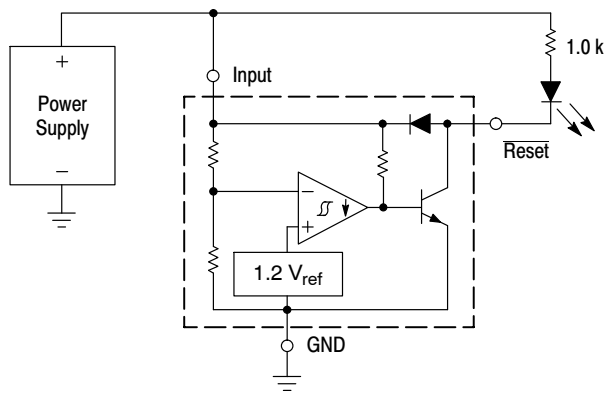 +
Power
Supply
−
Input
1.0 k
Reset
−
+
1.2 Vref
GND